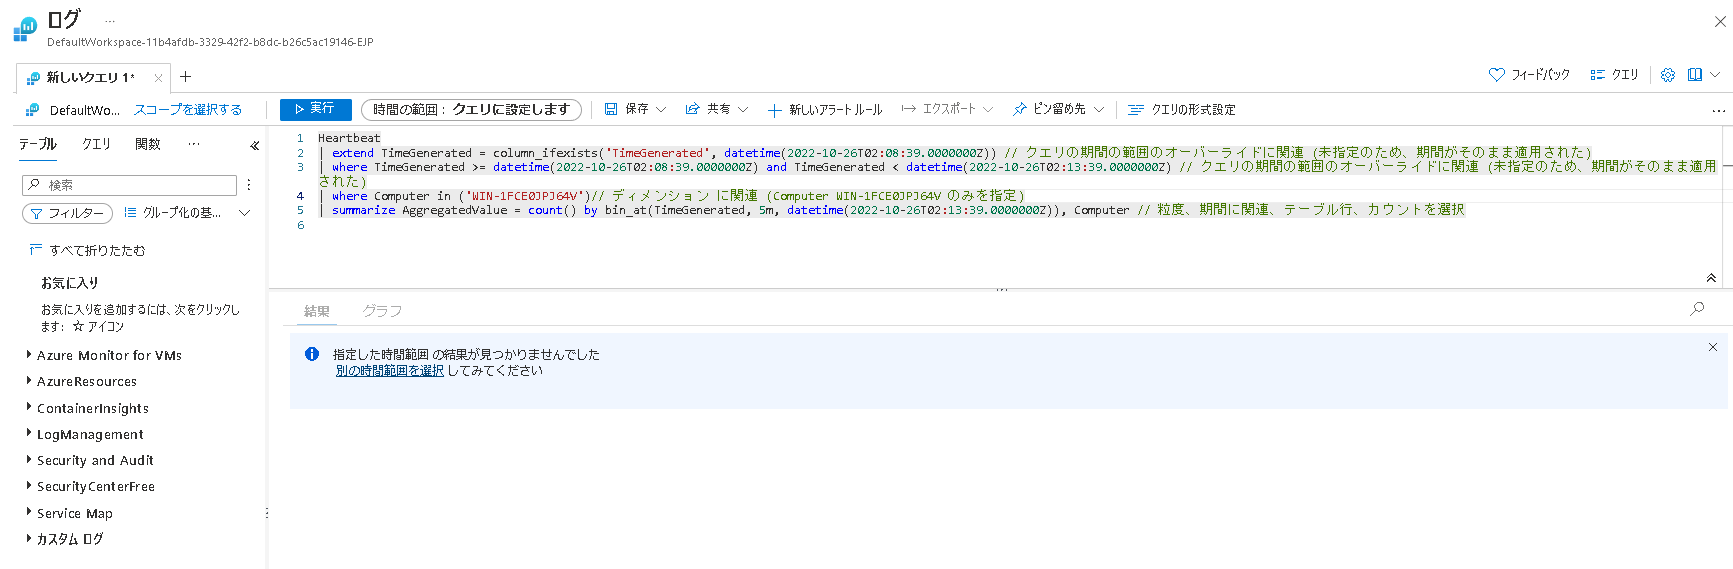 ログ ...
DefaultWorkspace-11b4afdb-3329-42f2-b8dc-b26c5ac19146-EJP
新しいクエリ 1*
フィードバック クエリ
DefaultWo... スコープを選択する 実行 時間の範囲 : クエリに設定します 保存 共有 新しいアラート ルール エクスポート ピン留め先 クエリの形式設定 ...
テーブル クエリ 関数 ...
検索
フィルター グループ化の基...
すべて折りたたむ
お気に入り
お気に入りを追加するには、次をクリックし
ます: ☆ アイコン
Azure Monitor for VMs
AzureResources
ContainerInsights
LogManagement
Security and Audit
SecurityCenterFree
Service Map
カスタム ログ
1 Heartbeat
2 | extend TimeGenerated = column_ifexists('TimeGenerated', datetime(2022-10-26T02:08:39.0000000Z)) // クエリの期間の範囲のオーバーライドに関連 (未指定のため、期間がそのまま適用された)
3 | where TimeGenerated >= datetime(2022-10-26T02:08:39.0000000Z) and TimeGenerated < datetime(2022-10-26T02:13:39.0000000Z) // クエリの期間の範囲のオーバーライドに関連 (未指定のため、期間がそのまま適用
された)
4 | where Computer in ('WIN-1FCE0JPJ64V')// ディメンション に関連 (Computer WIN-1FCE0JPJ64V のみを指定)
5 | summarize AggregatedValue = count() by bin_at(TimeGenerated, 5m, datetime(2022-10-26T02:13:39.0000000Z)), Computer // 粒度、期間に関連、テーブル行、カウントを選択
6
結果 グラフ
指定した時間範囲 の結果が見つかりませんでした
別の時間範囲を選択 してみてください